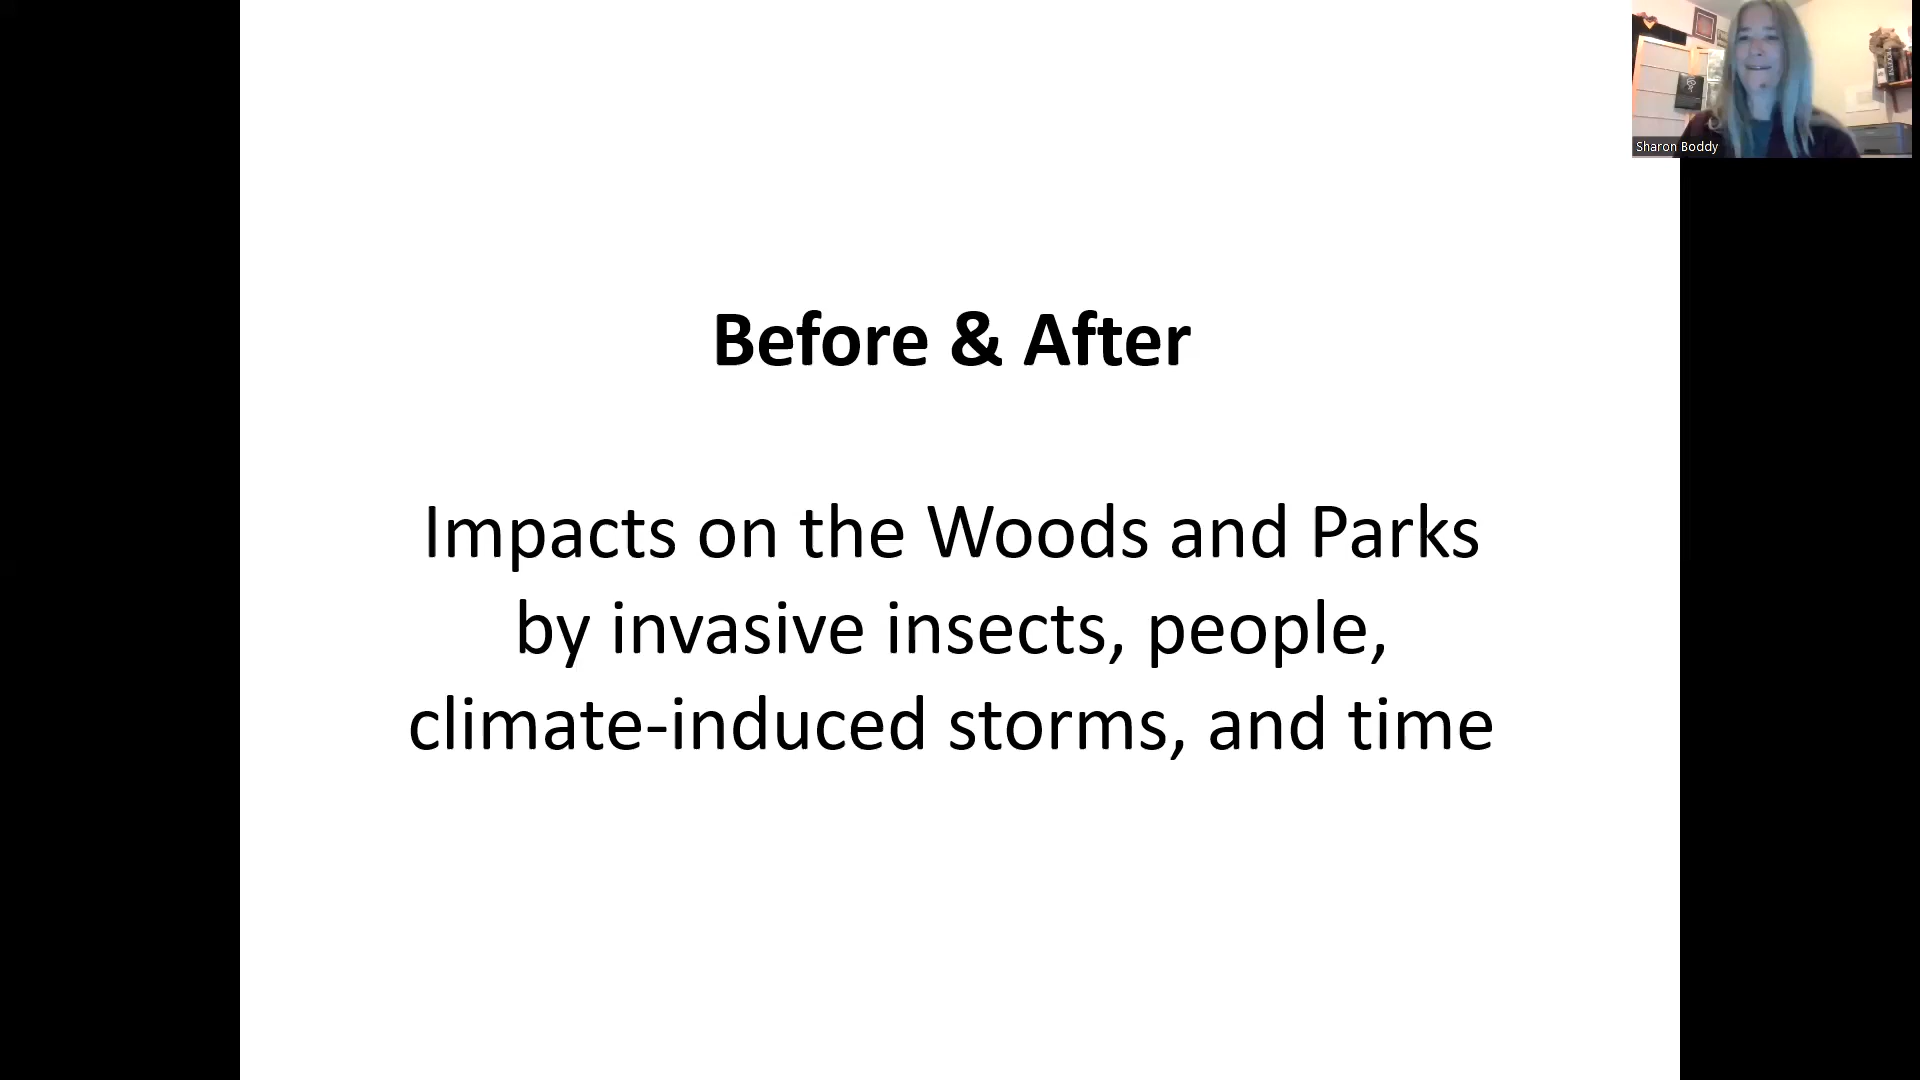 Before & After
Impacts on the Woods and Parks
by invasive insects, people,
climate-induced storms, and time
Sharon Boddy